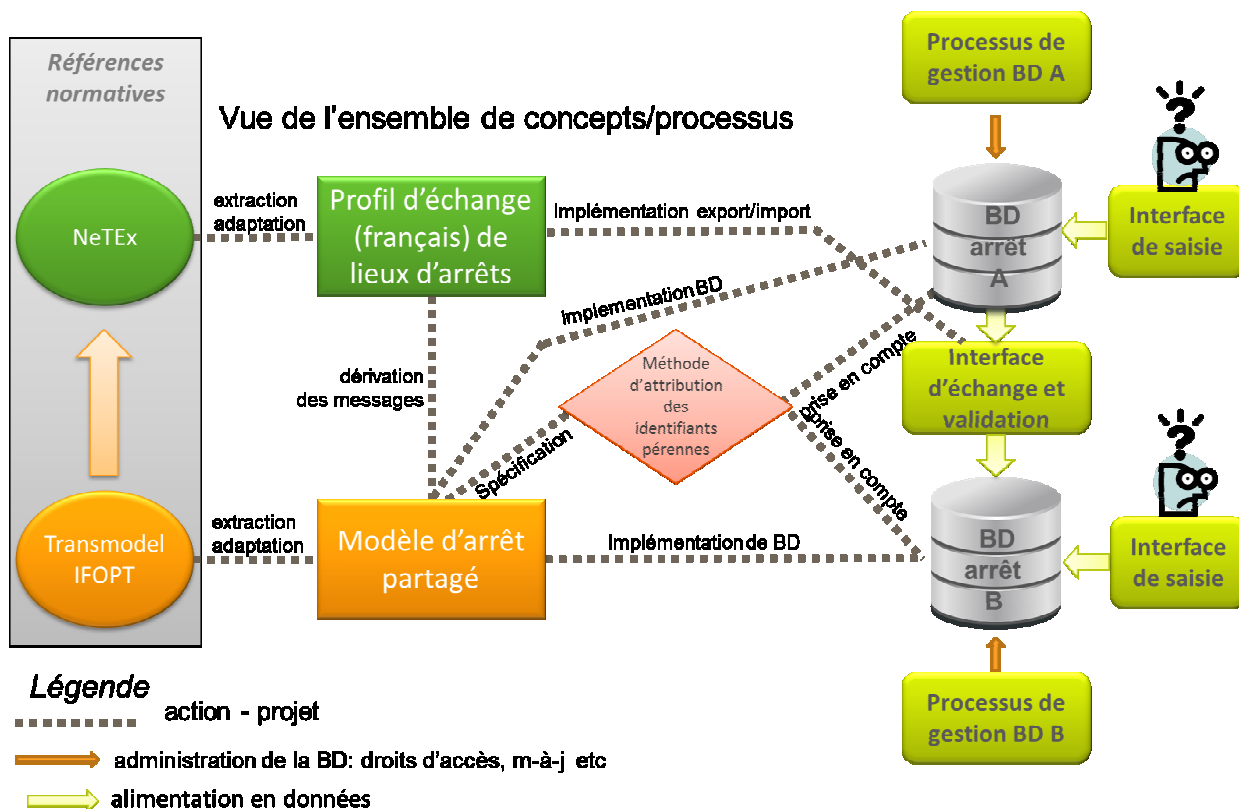 Références
normatives
Vue de l'ensemble de concepts/processus
NeTEx
extraction
adaptation
Profil d'échange
(français) de
lieux d'arrêts
Implémentation export/import
Processus de
gestion BD A
?
BD
arrêt
A
Interface
de saisie
Implementation BD
dérivation
des messages
Méthode
d'attribution
des
identifiants
pérennes
prise en compte
prise en compte
Spécification
Interface
d'échange et
validation
?
Transmodel
IFOPT
extraction
adaptation
Modèle d'arrêt
partagé
Implémentation de BD
BD
arrêt
B
Interface
de saisie
Processus de
gestion BD B
Légende
action - projet
administration de la BD: droits d'accès, m-à-j etc
alimentation en données